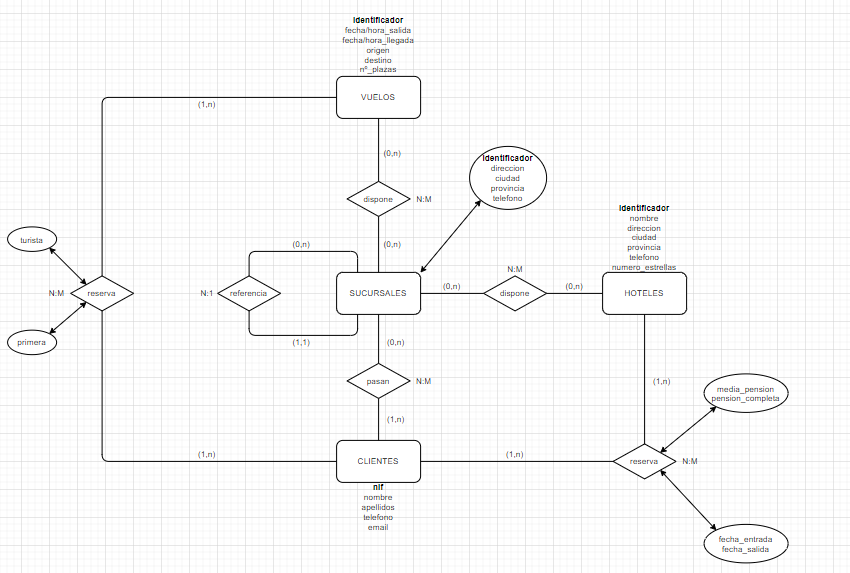 Identificador
fecha/hora_salida
fecha/hora_llegada
origen
destino
nº_plazas
VUELOS
(1,n)
(0,n)
Identificador
direccion
ciudad
provincia
telefono
dispone
N:M
Identificador
nombre
direccion
ciudad
provincia
telefono
numero_estrellas
turista
(0,n)
(0,n)
N:M
N:M
reserva
N:1
referencia
SUCURSALES
(0,n)
dispone
(0,n)
HOTELES
primera
(1,1)
(0,n)
pasan
N:M
(1,n)
media_pension
pension_completa
(1,n)
(1,n)
CLIENTES
(1,n)
reserva
N:M
nif
nombre
apellidos
telefono
email
fecha_entrada
fecha_salida